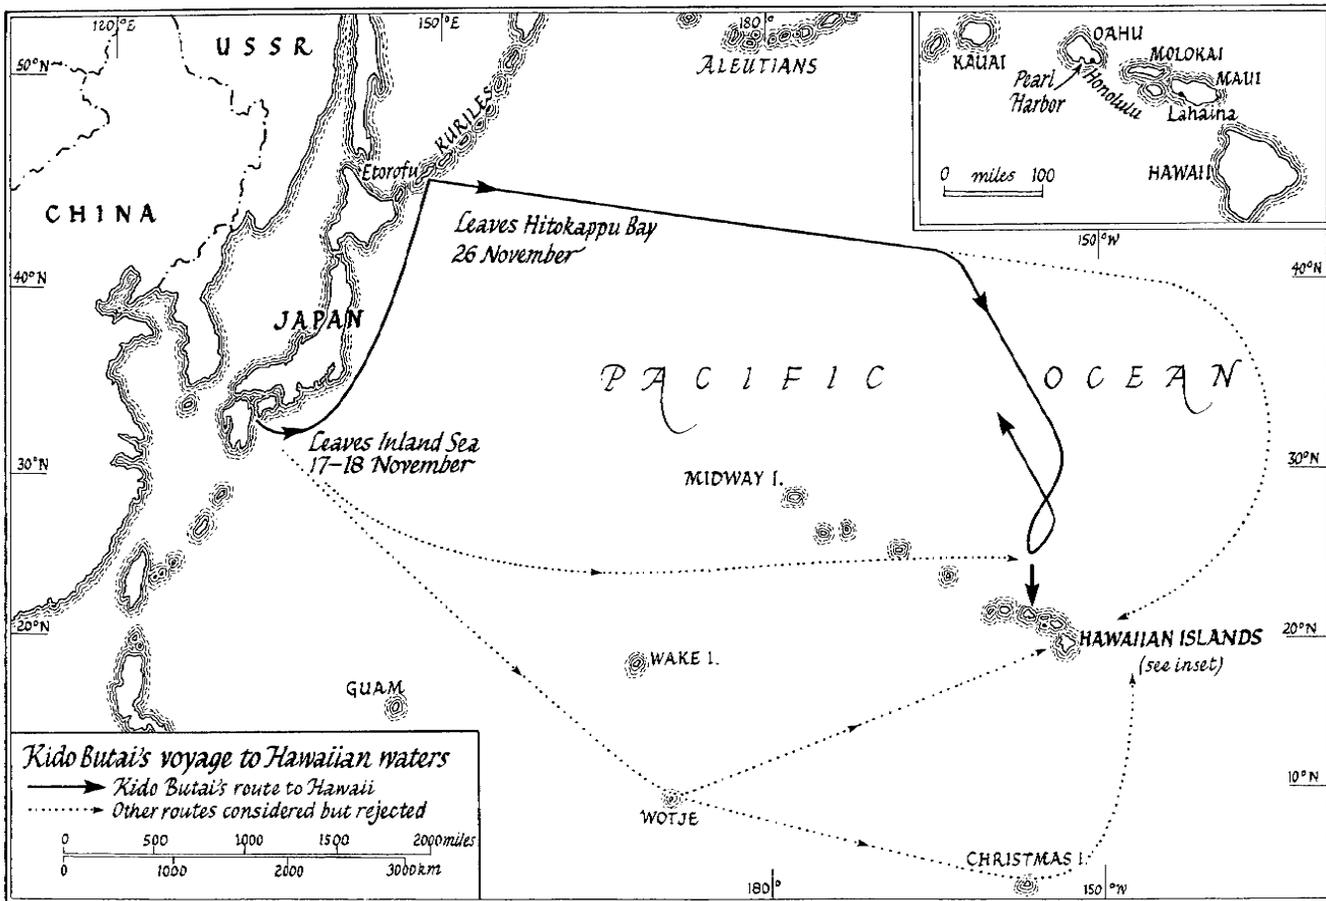 120°E
150°E
180°
USSR
50°N
ALEUTIANS
KURILES
Etorofu
CHINA
Leaves Hitokappu Bay
26 November
KAUAI
OAHU
Pearl
Harbor
Honolulu
MOLOKAI
MAUI
Lahaina
HAWAII
0 miles 100
150°W
40°N
40°N
JAPAN
PACIFIC OCEAN
Leaves Inland Sea
17–18 November
30°N
30°N
MIDWAY I.
20°N
20°N
HAWAIIAN ISLANDS
(see inset)
WAKE I.
GUAM
10°N
WOTJE
CHRISTMAS I.
180°
150°W
Kido Butai's voyage to Hawaiian waters
Kido Butai's route to Hawaii
Other routes considered but rejected
0 500 1000 1500 2000 miles
0 1000 2000 3000 km